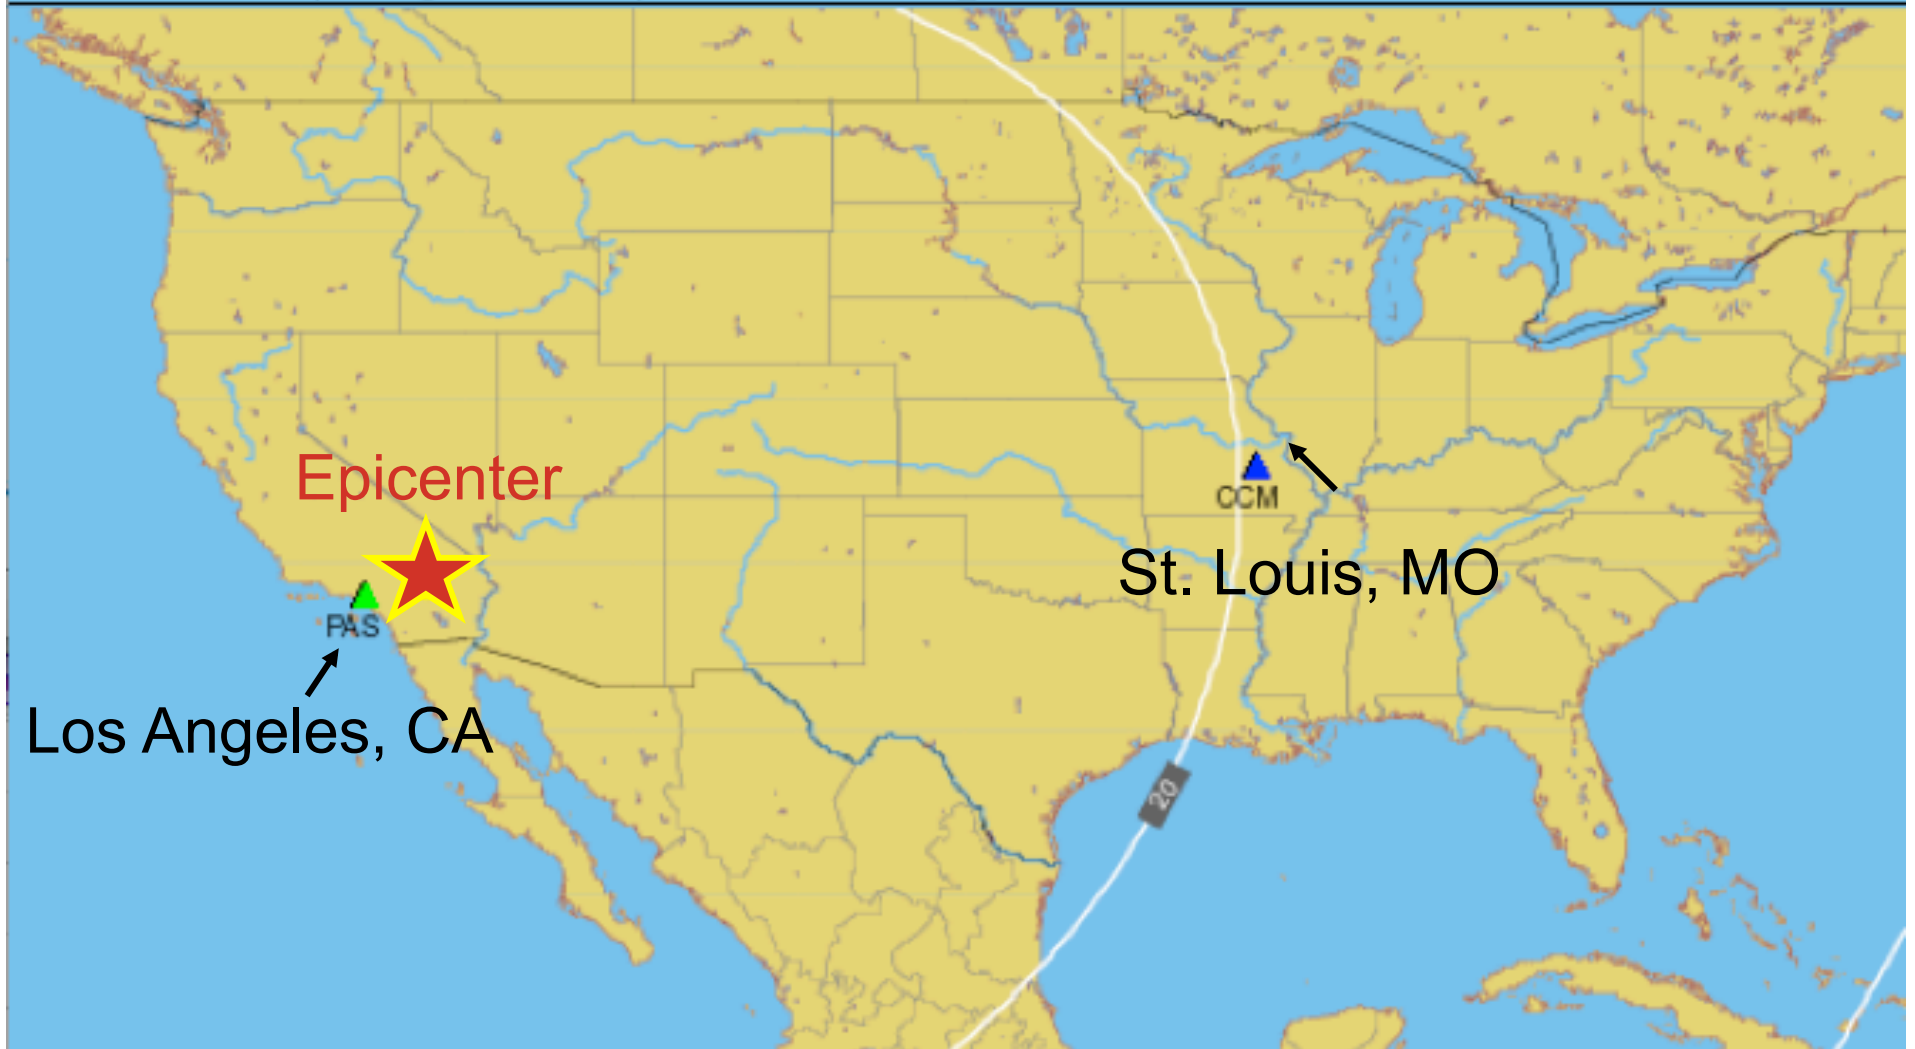 Epicenter
CCM
St. Louis, MO
PAS
Los Angeles, CA
20